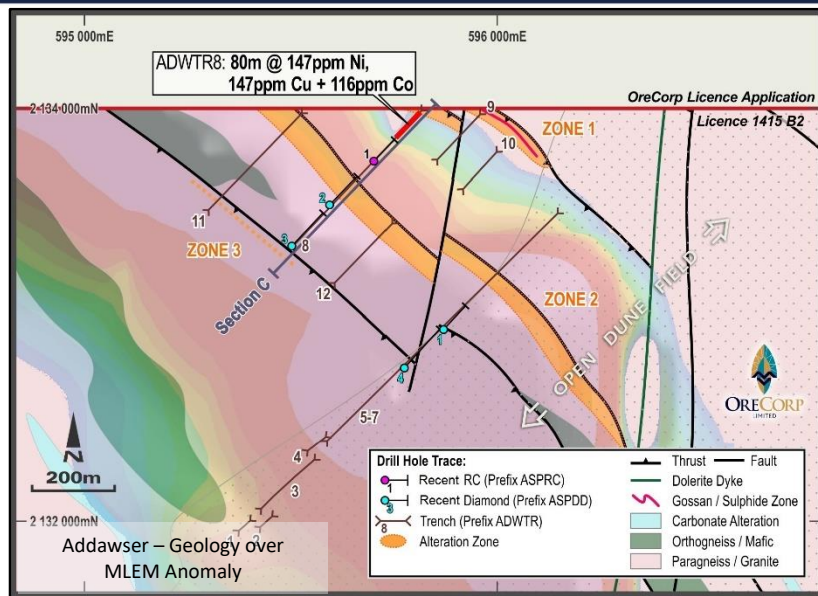 595 000mE
596 000mE
ADWTR8: 80m @ 147ppm Ni,
147ppm Cu + 116ppm Co
2 134 000mN
OreCorp Licence Application
Licence 1415 B2
9
ZONE 1
10
1
2
11
3
8
ZONE 3
12
Section C
ZONE 2
OPEN DUNE FIELD
1
4
5-7
4
3
1
2
N
200m
2 132 000mN
Addawser – Geology over
MLEM Anomaly
ORECORP
LIMITED
Drill Hole Trace:
1
Recent RC (Prefix ASPRC)
3
Recent Diamond (Prefix ASPDD)
8
Trench (Prefix ADWTR)
Alteration Zone
Thrust
Fault
Dolerite Dyke
Gossan / Sulphide Zone
Carbonate Alteration
Orthogneiss / Mafic
Paragneiss / Granite